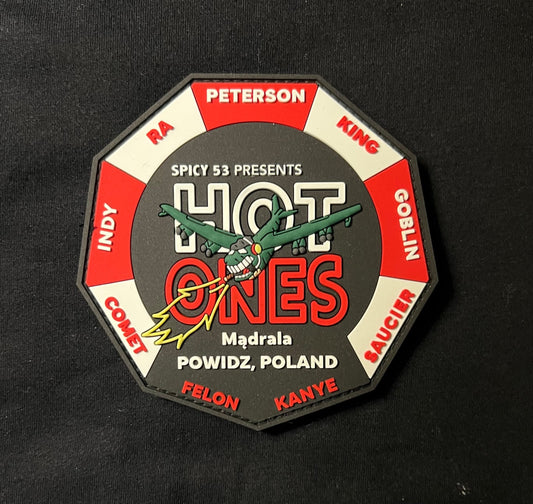 PETERSON
KING
GOBLIN
SAUCIER
KANYE
FELON
COMET
INDY
RA
SPICY 53 PRESENTS
HOT
ONES
Mądrala
POWIDZ, POLAND